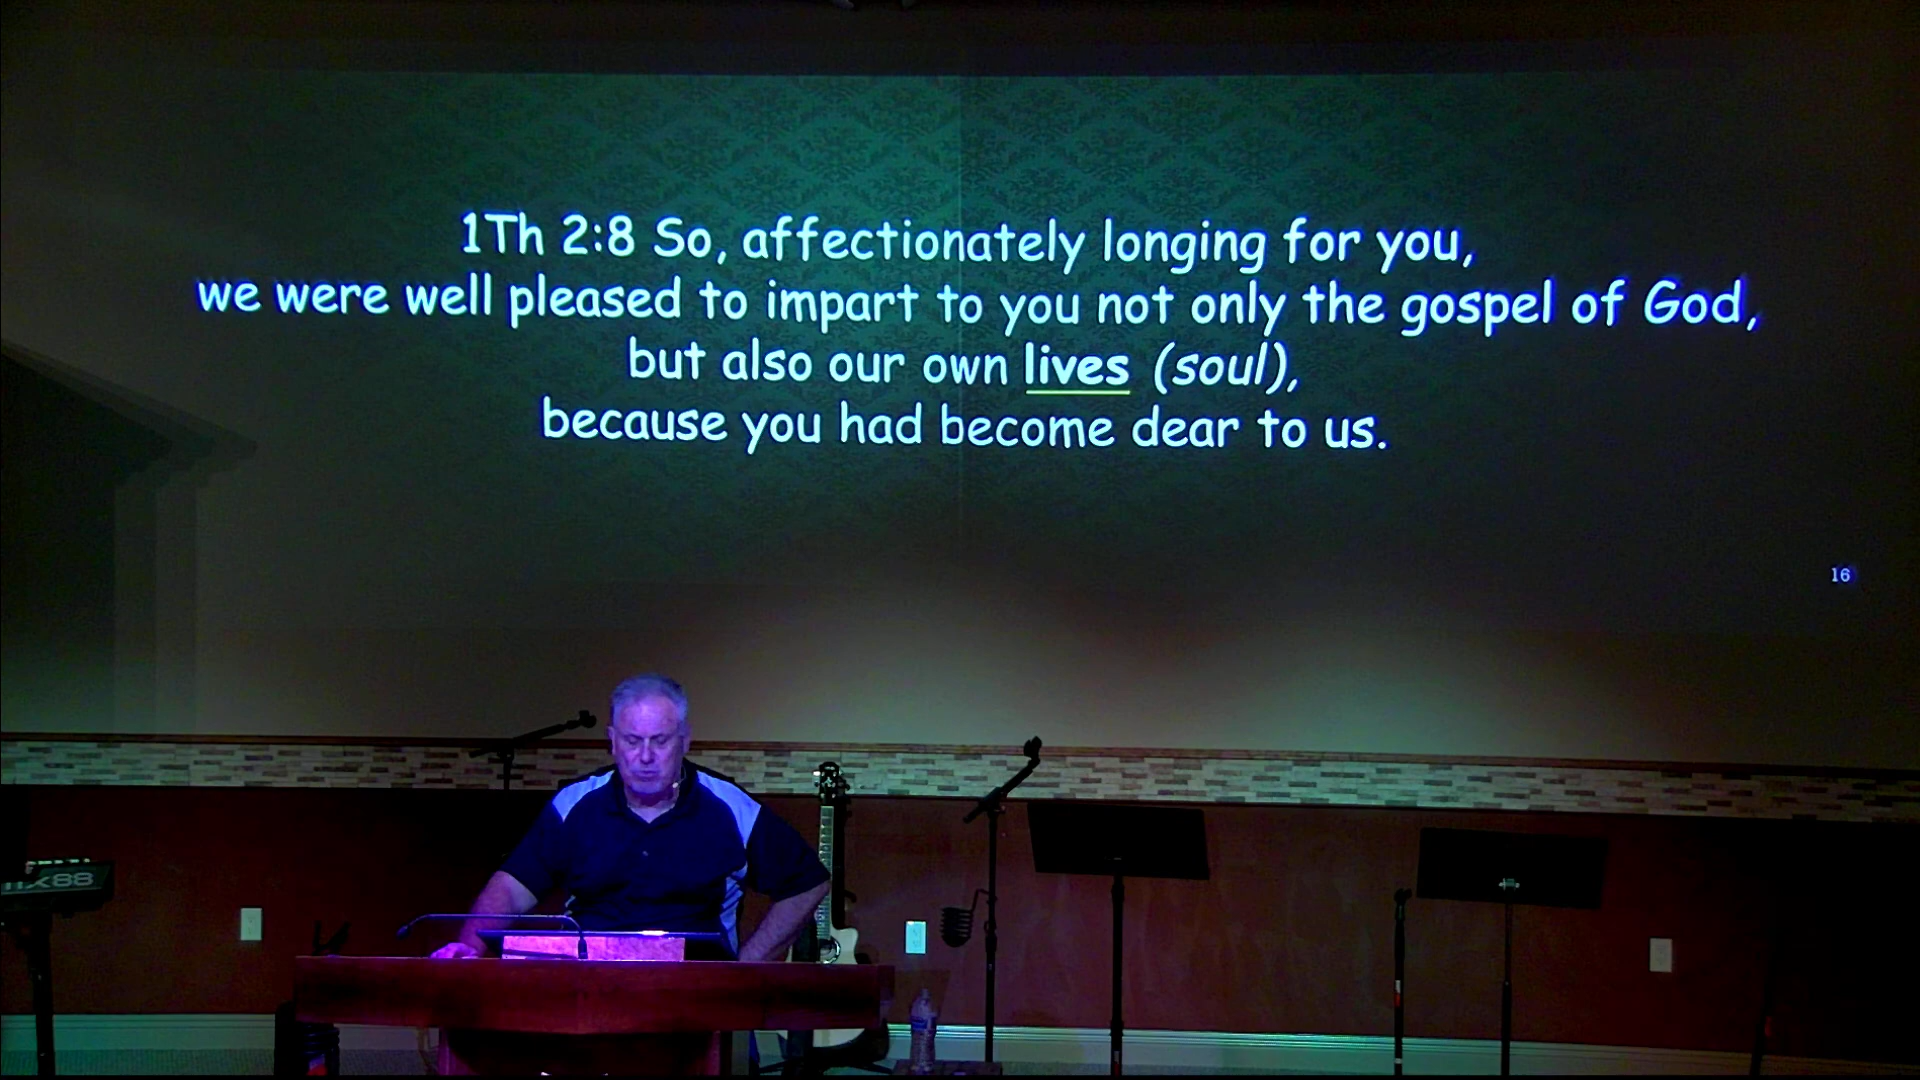 1Th 2:8 So, affectionately longing for you,
we were well pleased to impart to you not only the gospel of God,
but also our own lives (soul),
because you had become dear to us.
16